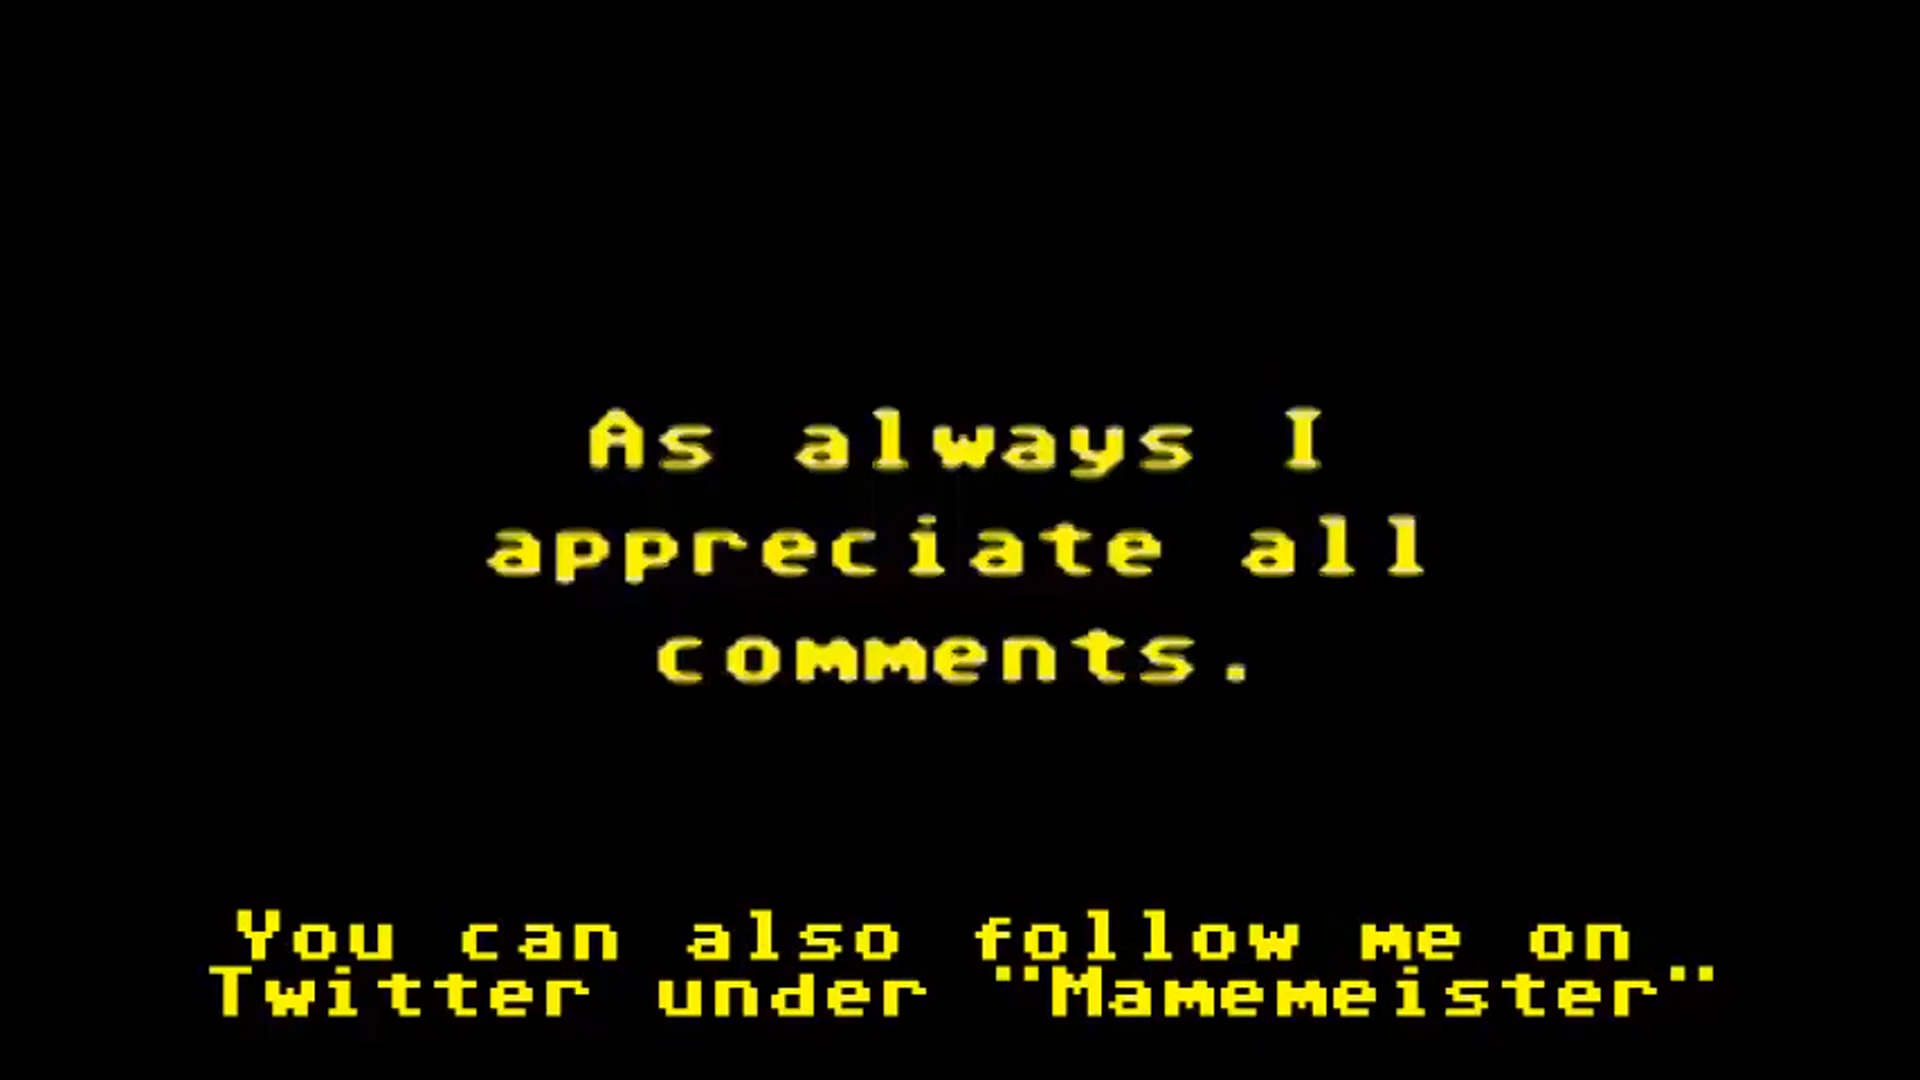 As always I
appreciate all
comments.
You can also follow me on
Twitter under "Mamemeister"